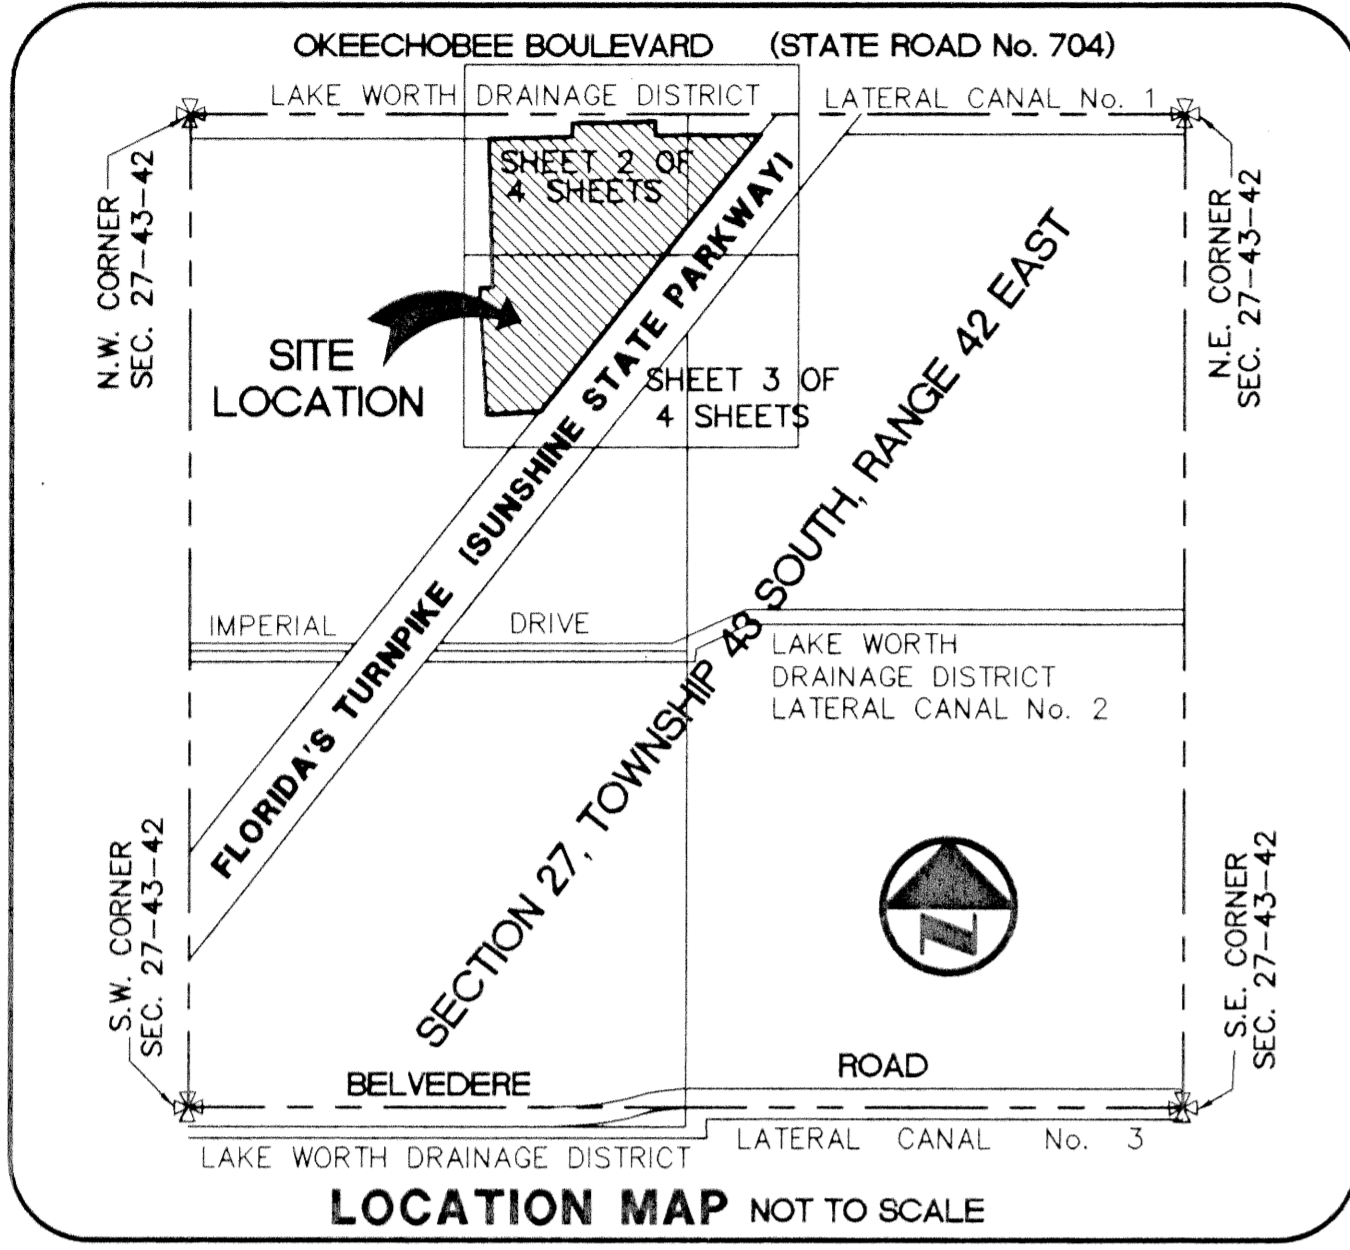 OKEECHOBEE BOULEVARD (STATE ROAD No. 704)
LAKE WORTH DRAINAGE DISTRICT LATERAL CANAL No. 1
N.W. CORNER
SEC. 27-43-42
N.E. CORNER
SEC. 27-43-42
SHEET 2 OF
4 SHEETS
SITE
LOCATION
SHEET 3 OF
4 SHEETS
FLORIDA'S TURNPIKE (SUNSHINE STATE PARKWAY)
SECTION 27, TOWNSHIP 43 SOUTH, RANGE 42 EAST
IMPERIAL DRIVE
LAKE WORTH
DRAINAGE DISTRICT
LATERAL CANAL No. 2
N
S.W. CORNER
SEC. 27-43-42
S.E. CORNER
SEC. 27-43-42
BELVEDERE ROAD
LAKE WORTH DRAINAGE DISTRICT LATERAL CANAL No. 3
LOCATION MAP NOT TO SCALE